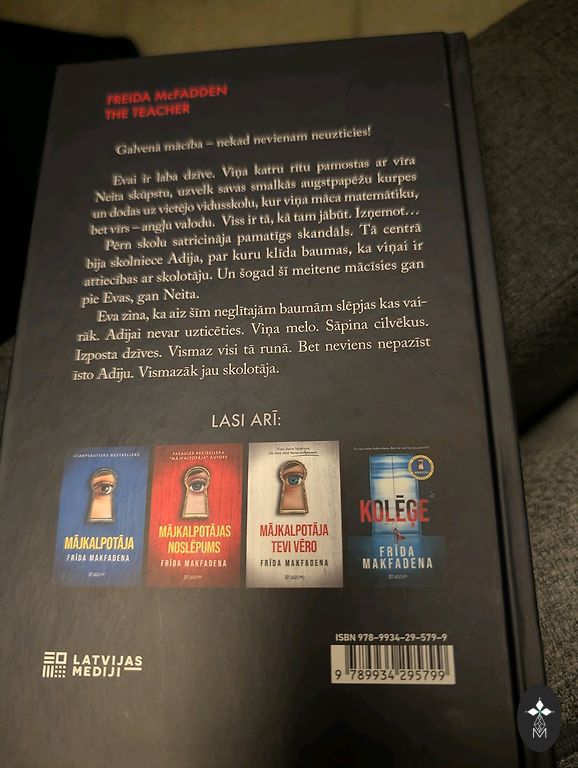 FREIDA McFADDEN
THE TEACHER
Galvenā mācība – nekad nevienam neuzticies!
Evai ir laba dzīve. Viņa katru rītu pamostas ar vīra
Neita skūpstu, uzvelk savas smalkās augstpapēžu kurpes
un dodas uz vietējo vidusskolu, kur viņa māca matemātiku,
bet vīrs – angļu valodu. Viss ir tā, kā tam jābūt. Izņemot…
Pērn skolu satricināja pamatīgs skandāls. Tā centrā
bija skolniece Adija, par kuru klīda baumas, ka viņai ir
attiecības ar skolotāju. Un šogad šī meitene mācīsies gan
pie Evas, gan Neita.
Eva zina, ka aiz šīm neglītajām baumām slēpjas kas vai-
rāk. Adijai nevar uzticēties. Viņa melo. Sāpina cilvēkus.
Izposta dzīves. Vismaz visi tā runā. Bet neviens nepazīst
īsto Adiju. Vismazāk jau skolotāja.
LASI ARĪ:
STARPTAUTISKS BESTSELLERS
MĀJKALPOTĀJA
FRĪDA MAKFADENA
PASAULES BESTSELLERA
"MĀJKALPOTĀJA" AUTORE
MĀJKALPOTĀJAS
NOSLĒPUMS
FRĪDA MAKFADENA
MĀJKALPOTĀJA
TEVI VĒRO
FRĪDA MAKFADENA
KOLĒĢE
FRĪDA
MAKFADENA
LATVIJAS
MEDIJI
ISBN 978-9934-29-579-9
9 789934 295799
M